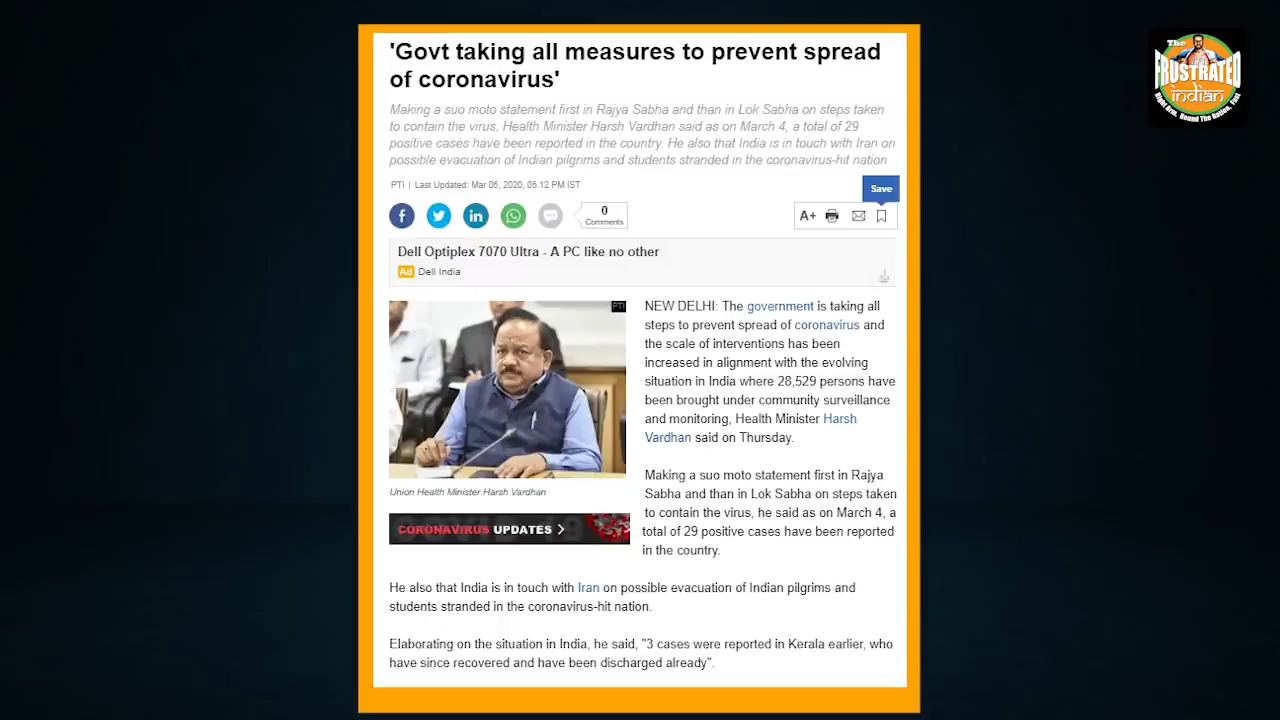 'Govt taking all measures to prevent spread
of coronavirus'
The
FRUSTRATED
indian
Right Arm. Round The Nation. Fast
Making a suo moto statement first in Rajya Sabha and than in Lok Sabha on steps taken
to contain the virus, Health Minister Harsh Vardhan said as on March 4, a total of 29
positive cases have been reported in the country. He also that India is in touch with Iran on
possible evacuation of Indian pilgrims and students stranded in the coronavirus-hit nation
PTI | Last Updated: Mar 05, 2020, 05.12 PM IST
Save
0
Comments
A+
Dell Optiplex 7070 Ultra - A PC like no other
Ad Dell India
PTI
NEW DELHI: The government is taking all
steps to prevent spread of coronavirus and
the scale of interventions has been
increased in alignment with the evolving
situation in India where 28,529 persons have
been brought under community surveillance
and monitoring, Health Minister Harsh
Vardhan said on Thursday.
Making a suo moto statement first in Rajya
Sabha and than in Lok Sabha on steps taken
to contain the virus, he said as on March 4, a
total of 29 positive cases have been reported
in the country.
Union Health Minister Harsh Vardhan
CORONAVIRUS UPDATES
He also that India is in touch with Iran on possible evacuation of Indian pilgrims and
students stranded in the coronavirus-hit nation.
Elaborating on the situation in India, he said, "3 cases were reported in Kerala earlier, who
have since recovered and have been discharged already".